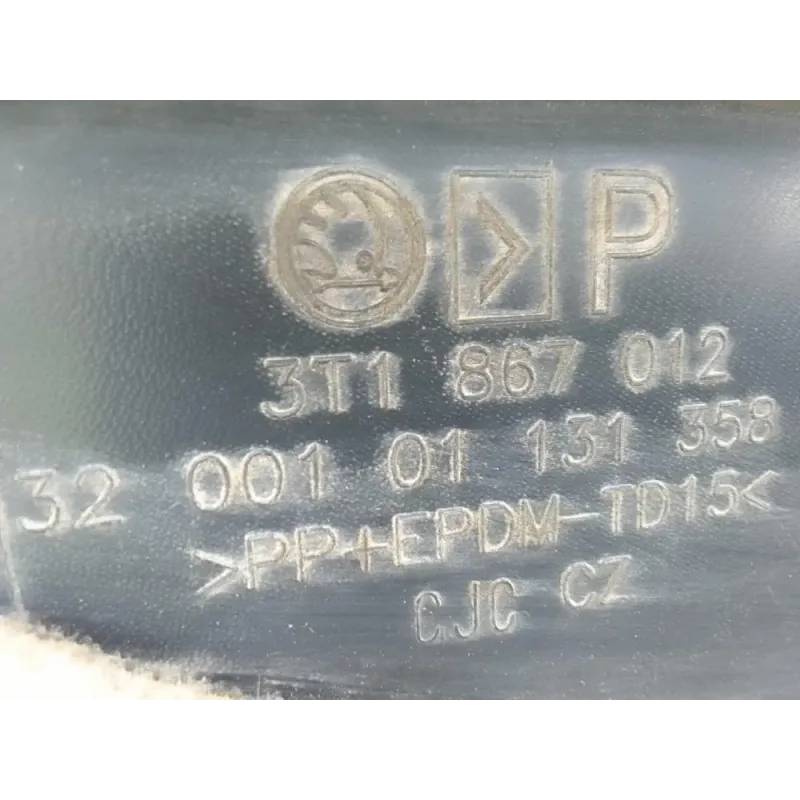 P
3T1 867 012
32 001 01 131 358
>PP+EPDM-TD15<
CJC CZ